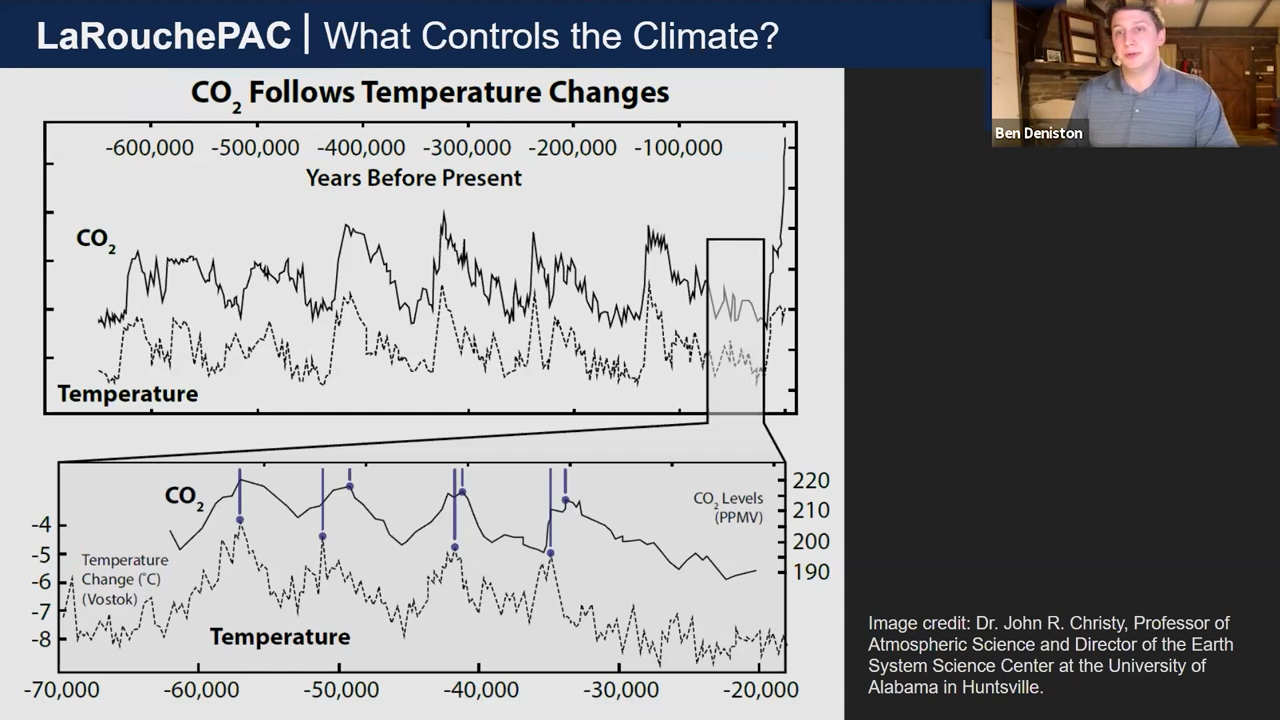 LaRouchePAC | What Controls the Climate?
Ben Deniston
CO₂ Follows Temperature Changes
-600,000 -500,000 -400,000 -300,000 -200,000 -100,000
Years Before Present
CO₂
Temperature
CO₂
CO₂ Levels
(PPMV)
220
210
200
190
-4
-5
-6
-7
-8
Temperature
Change (°C)
(Vostok)
Temperature
-70,000 -60,000 -50,000 -40,000 -30,000 -20,000
Image credit: Dr. John R. Christy, Professor of
Atmospheric Science and Director of the Earth
System Science Center at the University of
Alabama in Huntsville.